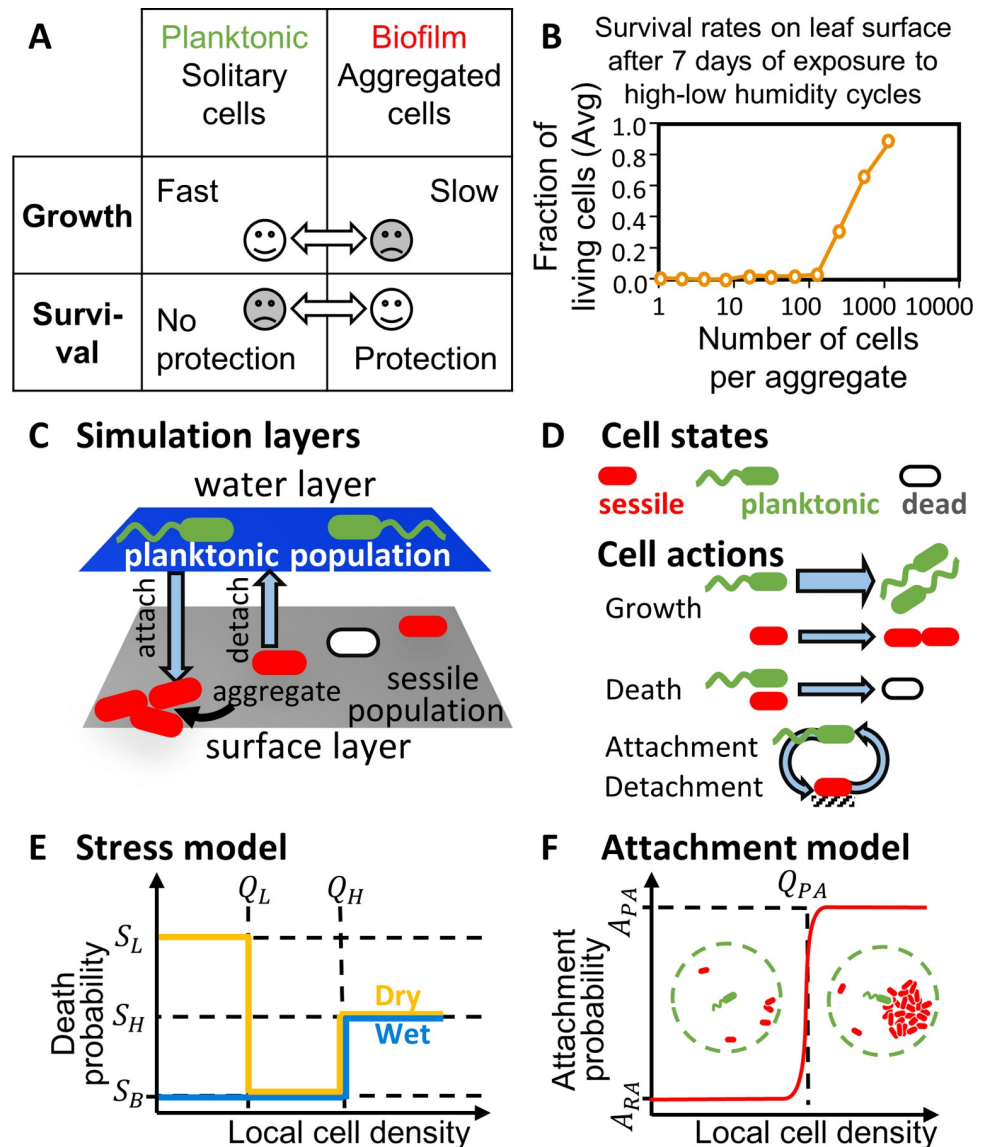 A
Planktonic
Solitary
cells
Biofilm
Aggregated
cells
Growth
Fast
Slow
Survi-
val
No
protection
Protection
B
Survival rates on leaf surface
after 7 days of exposure to
high-low humidity cycles
Fraction of
living cells (Avg)
1.0
0.8
0.6
0.4
0.2
0.0
1
10
100
1000
10000
Number of cells
per aggregate
C Simulation layers
water layer
planktonic population
attach
detach
aggregate
sessile
population
surface layer
D Cell states
sessile
planktonic
dead
Cell actions
Growth
Death
Attachment
Detachment
E Stress model
Q_L
Q_H
S_L
S_H
S_B
Death
probability
Dry
Wet
Local cell density
F Attachment model
Q_PA
A_PA
A_RA
Attachment
probability
Local cell density